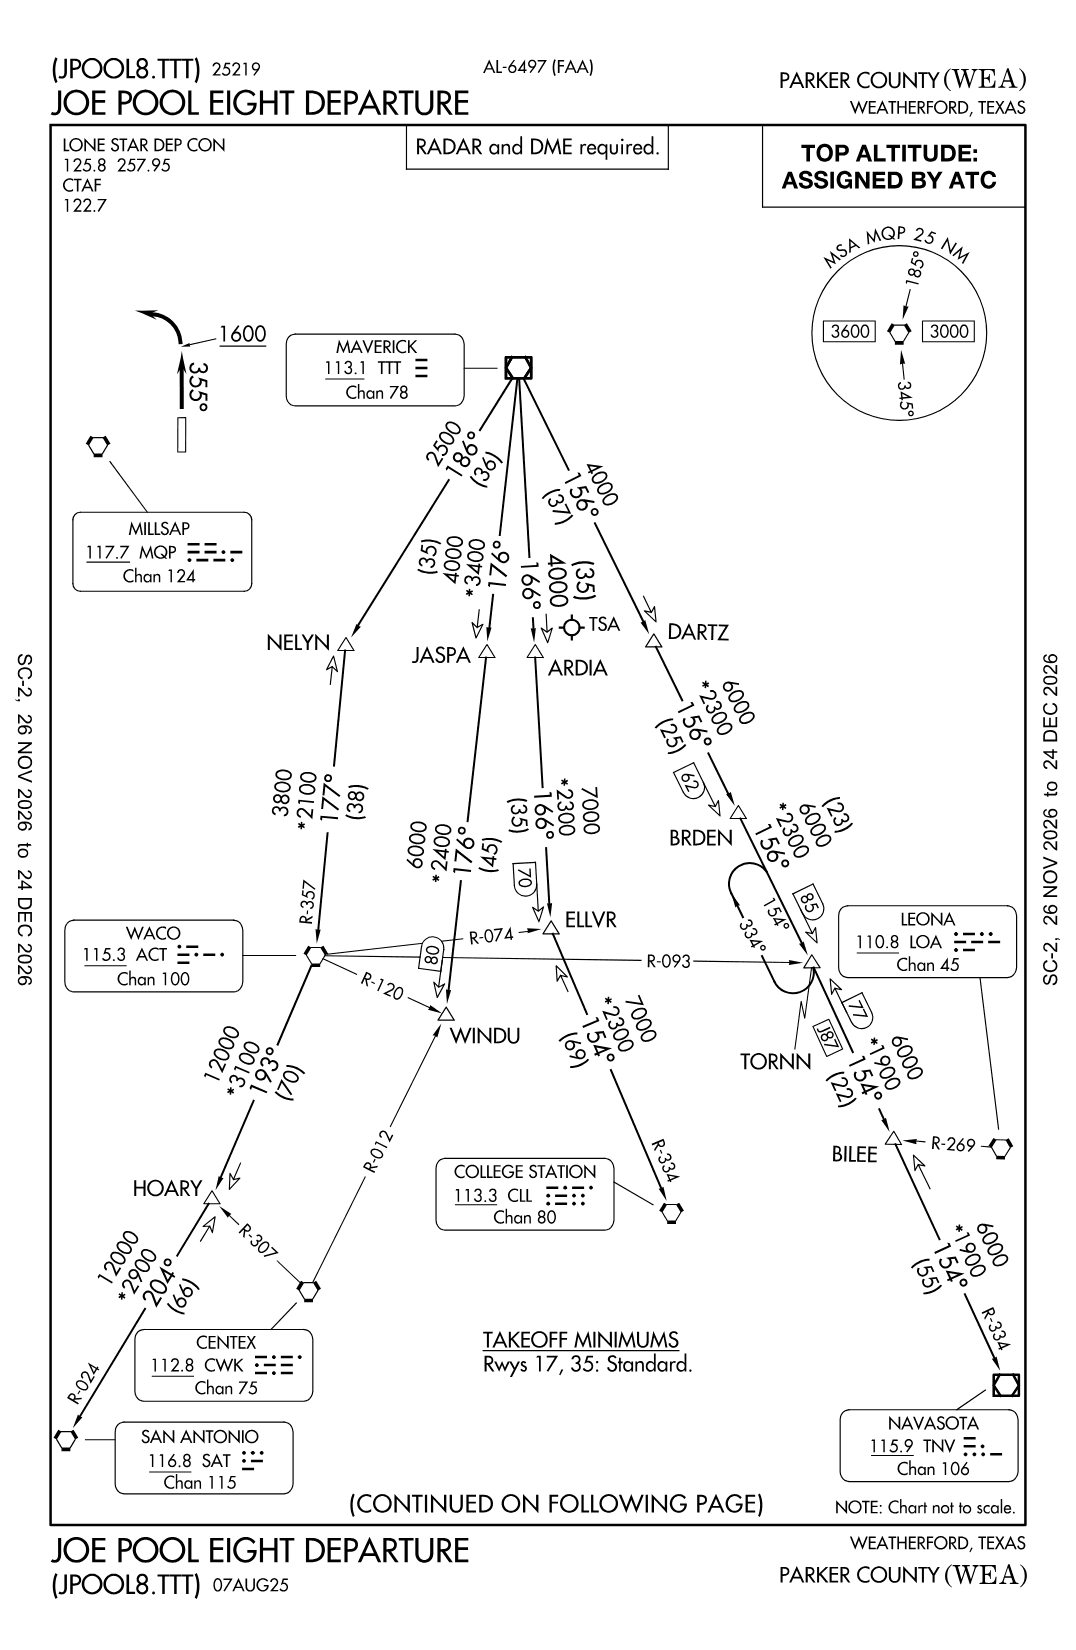 (JPOOL8.TTT) 25219
AL-6497 (FAA)
PARKER COUNTY (WEA)
JOE POOL EIGHT DEPARTURE
WEATHERFORD, TEXAS
LONE STAR DEP CON
125.8 257.95
CTAF
122.7
RADAR and DME required.
TOP ALTITUDE:
ASSIGNED BY ATC
MSA MQP 25 NM
185°
3600
3000
345°
1600
355°
MAVERICK
113.1 TTT
Chan 78
MILLSAP
117.7 MQP
Chan 124
2500
186°
(36)
(35)
4000
*3400
176°
166°
4000
(35)
4000
156°
(37)
TSA
NELYN
JASPA
ARDIA
DARTZ
6000
*2300
156°
(25)
62
3800
*2100
177°
(38)
6000
*2400
176°
(45)
7000
*2300
166°
(35)
70
BRDEN
(23)
6000
*2300
156°
85
154°
334°
R-357
WACO
115.3 ACT
Chan 100
R-074
80
ELLVR
R-093
R-120
WINDU
LEONA
110.8 LOA
Chan 45
TORNN
77
J87
12000
*3100
193°
(70)
7000
*2300
154°
(69)
6000
*1900
154°
(22)
R-012
R-334
BILEE
R-269
COLLEGE STATION
113.3 CLL
Chan 80
HOARY
R-307
12000
*2900
204°
(66)
6000
*1900
154°
(55)
R-334
CENTEX
112.8 CWK
Chan 75
R-024
TAKEOFF MINIMUMS
Rwys 17, 35: Standard.
SAN ANTONIO
116.8 SAT
Chan 115
NAVASOTA
115.9 TNV
Chan 106
(CONTINUED ON FOLLOWING PAGE)
NOTE: Chart not to scale.
SC-2, 26 NOV 2026 to 24 DEC 2026
SC-2, 26 NOV 2026 to 24 DEC 2026
JOE POOL EIGHT DEPARTURE
WEATHERFORD, TEXAS
(JPOOL8.TTT) 07AUG25
PARKER COUNTY (WEA)